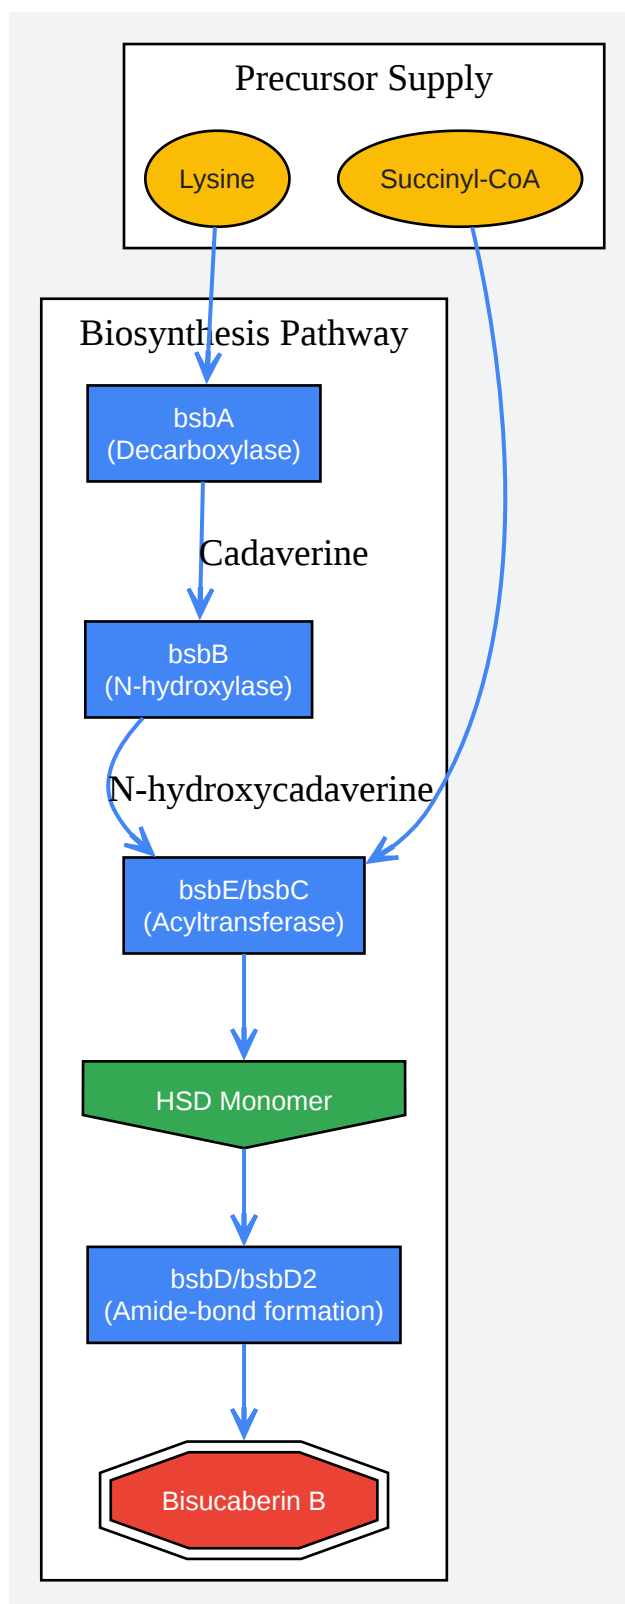 Precursor Supply
Lysine
Succinyl-CoA
Biosynthesis Pathway
bsbA
(Decarboxylase)
Cadaverine
bsbB
(N-hydroxylase)
N-hydroxycadaverine
bsbE/bsbC
(Acyltransferase)
HSD Monomer
bsbD/bsbD2
(Amide-bond formation)
Bisucaberin B